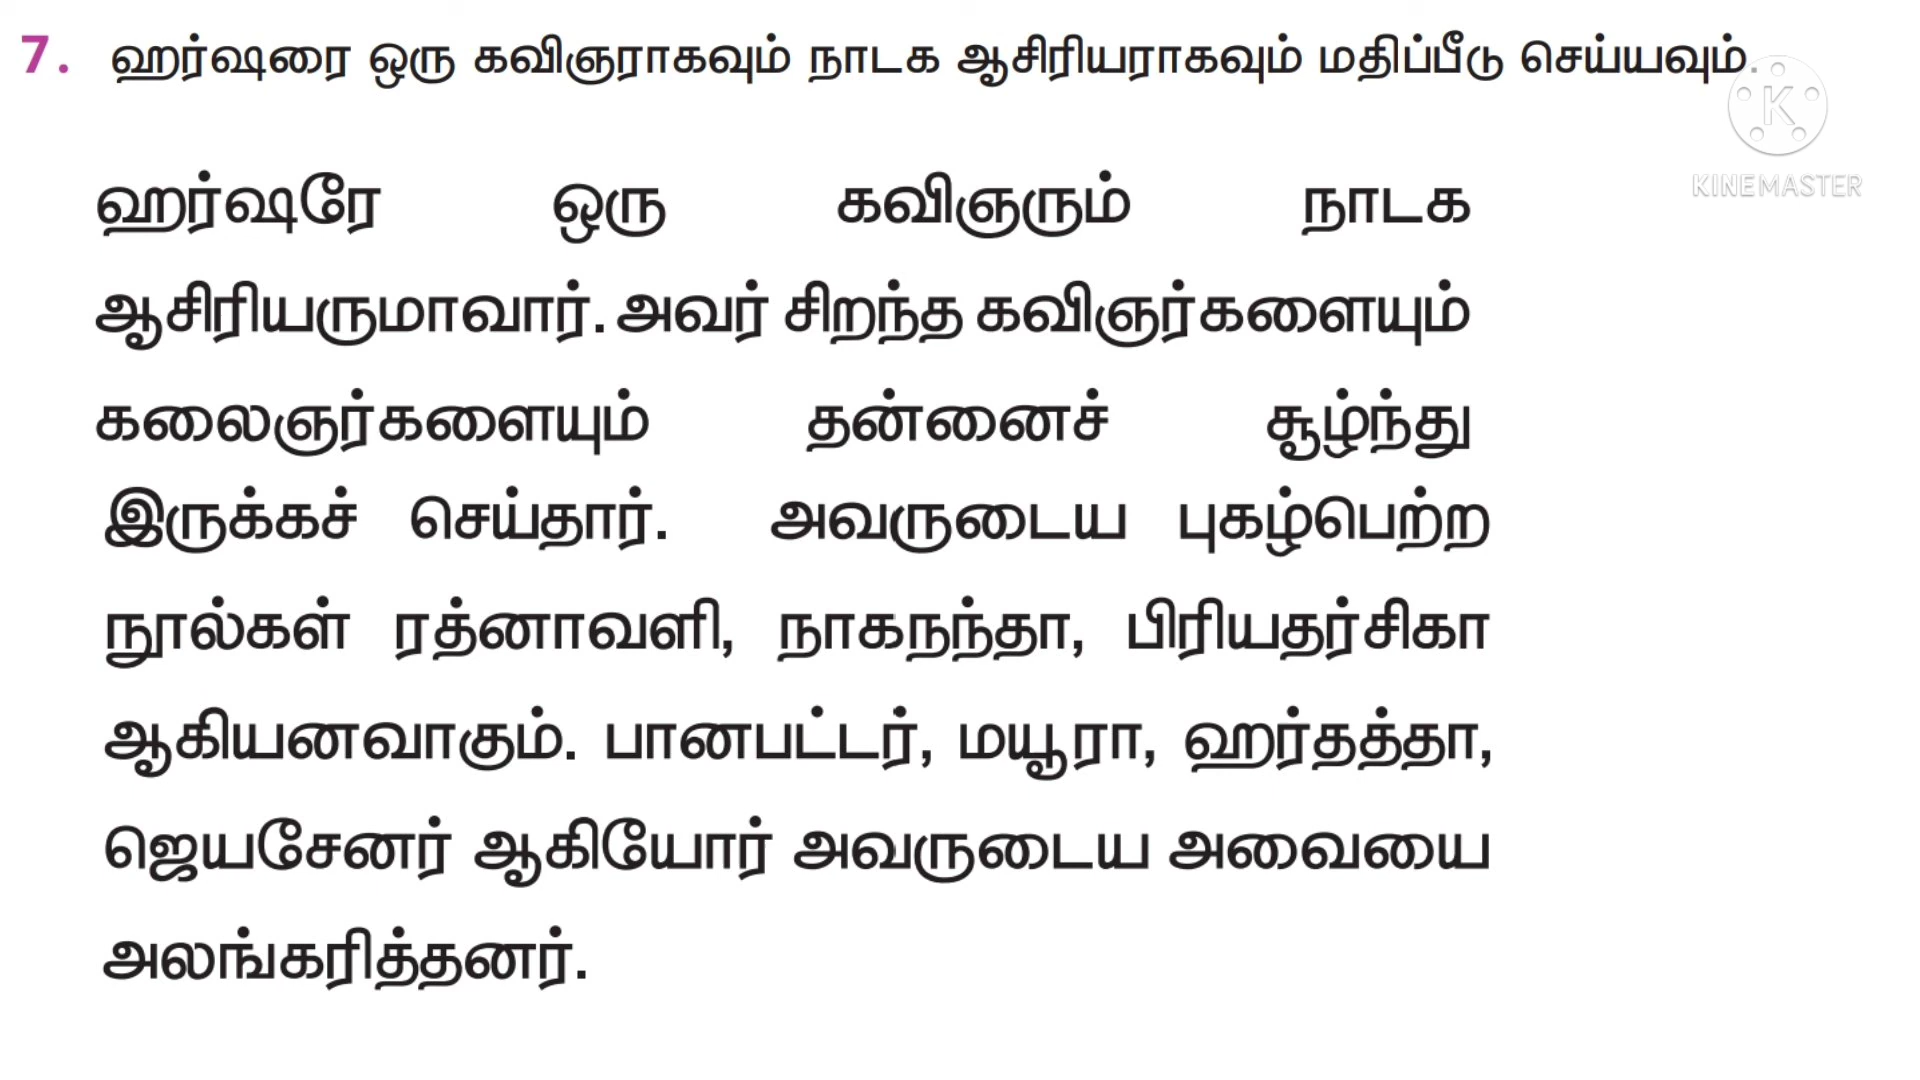 7. ஹர்ஷரை ஒரு கவிஞராகவும் நாடக ஆசிரியராகவும் மதிப்பீடு செய்யவும்.
K
KINEMASTER
ஹர்ஷரே ஒரு கவிஞரும் நாடக
ஆசிரியருமாவார். அவர் சிறந்த கவிஞர்களையும்
கலைஞர்களையும் தன்னைச் சூழ்ந்து
இருக்கச் செய்தார். அவருடைய புகழ்பெற்ற
நூல்கள் ரத்னாவளி, நாகநந்தா, பிரியதர்சிகா
ஆகியனவாகும். பானபட்டர், மயூரா, ஹர்தத்தா,
ஜெயசேனர் ஆகியோர் அவருடைய அவையை
அலங்கரித்தனர்.